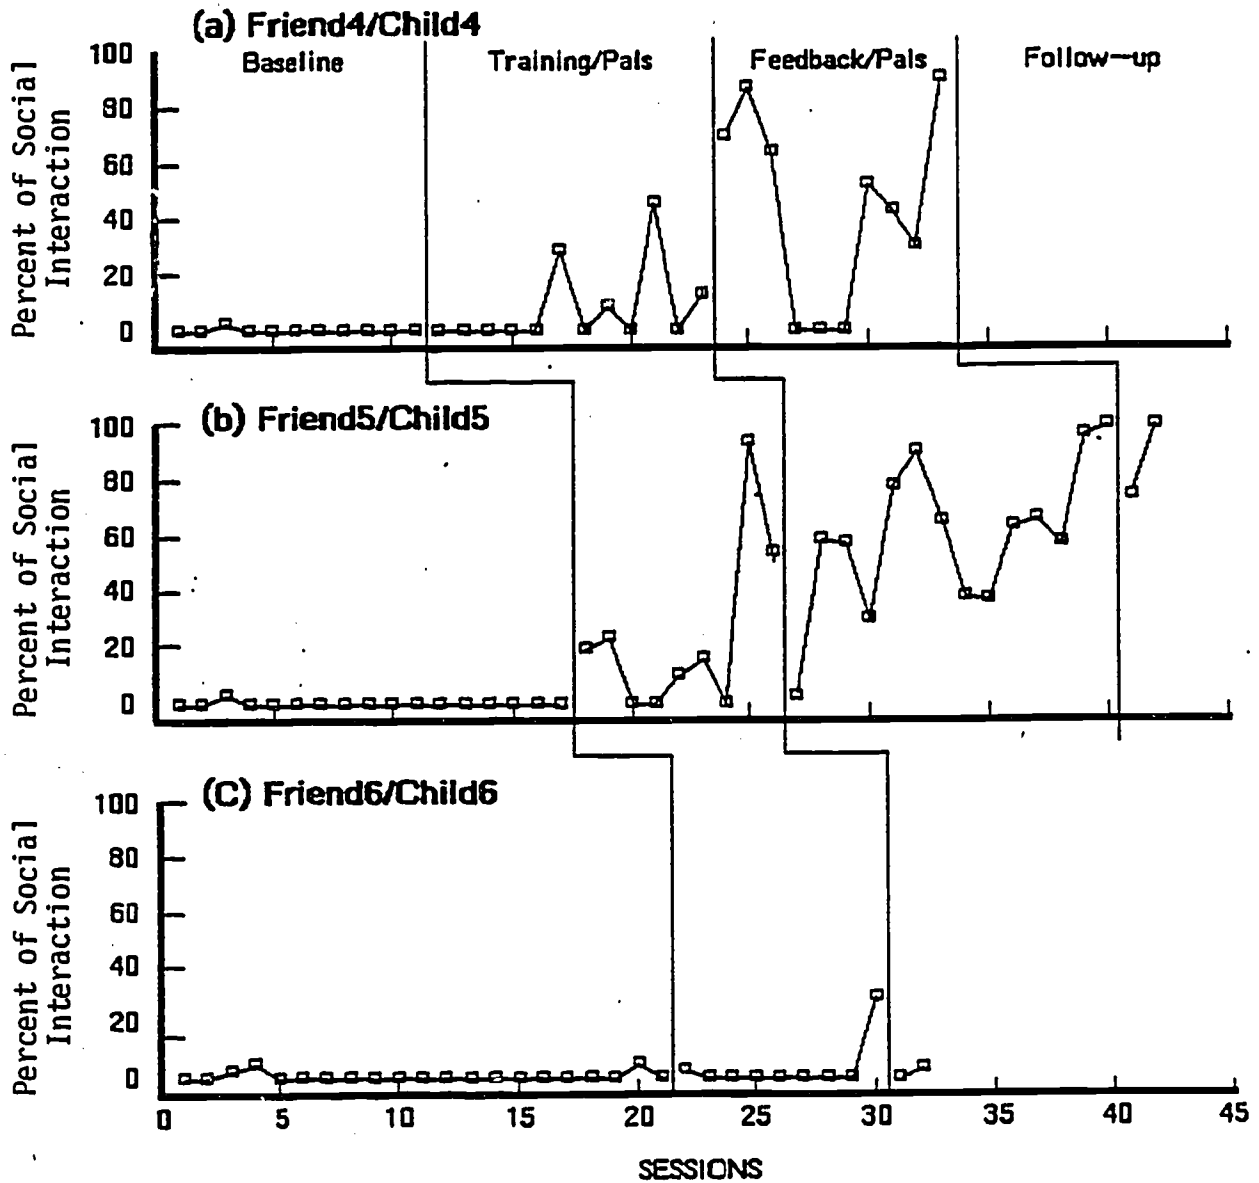 (a) Friend4/Child4
Baseline
Training/Pals
Feedback/Pals
Follow-up
Percent of Social
Interaction
100
80
60
40
20
0
(b) Friend5/Child5
Percent of Social
Interaction
100
80
60
40
20
0
(C) Friend6/Child6
Percent of Social
Interaction
100
80
60
40
20
0
0 5 10 15 20 25 30 35 40 45
SESSIONS